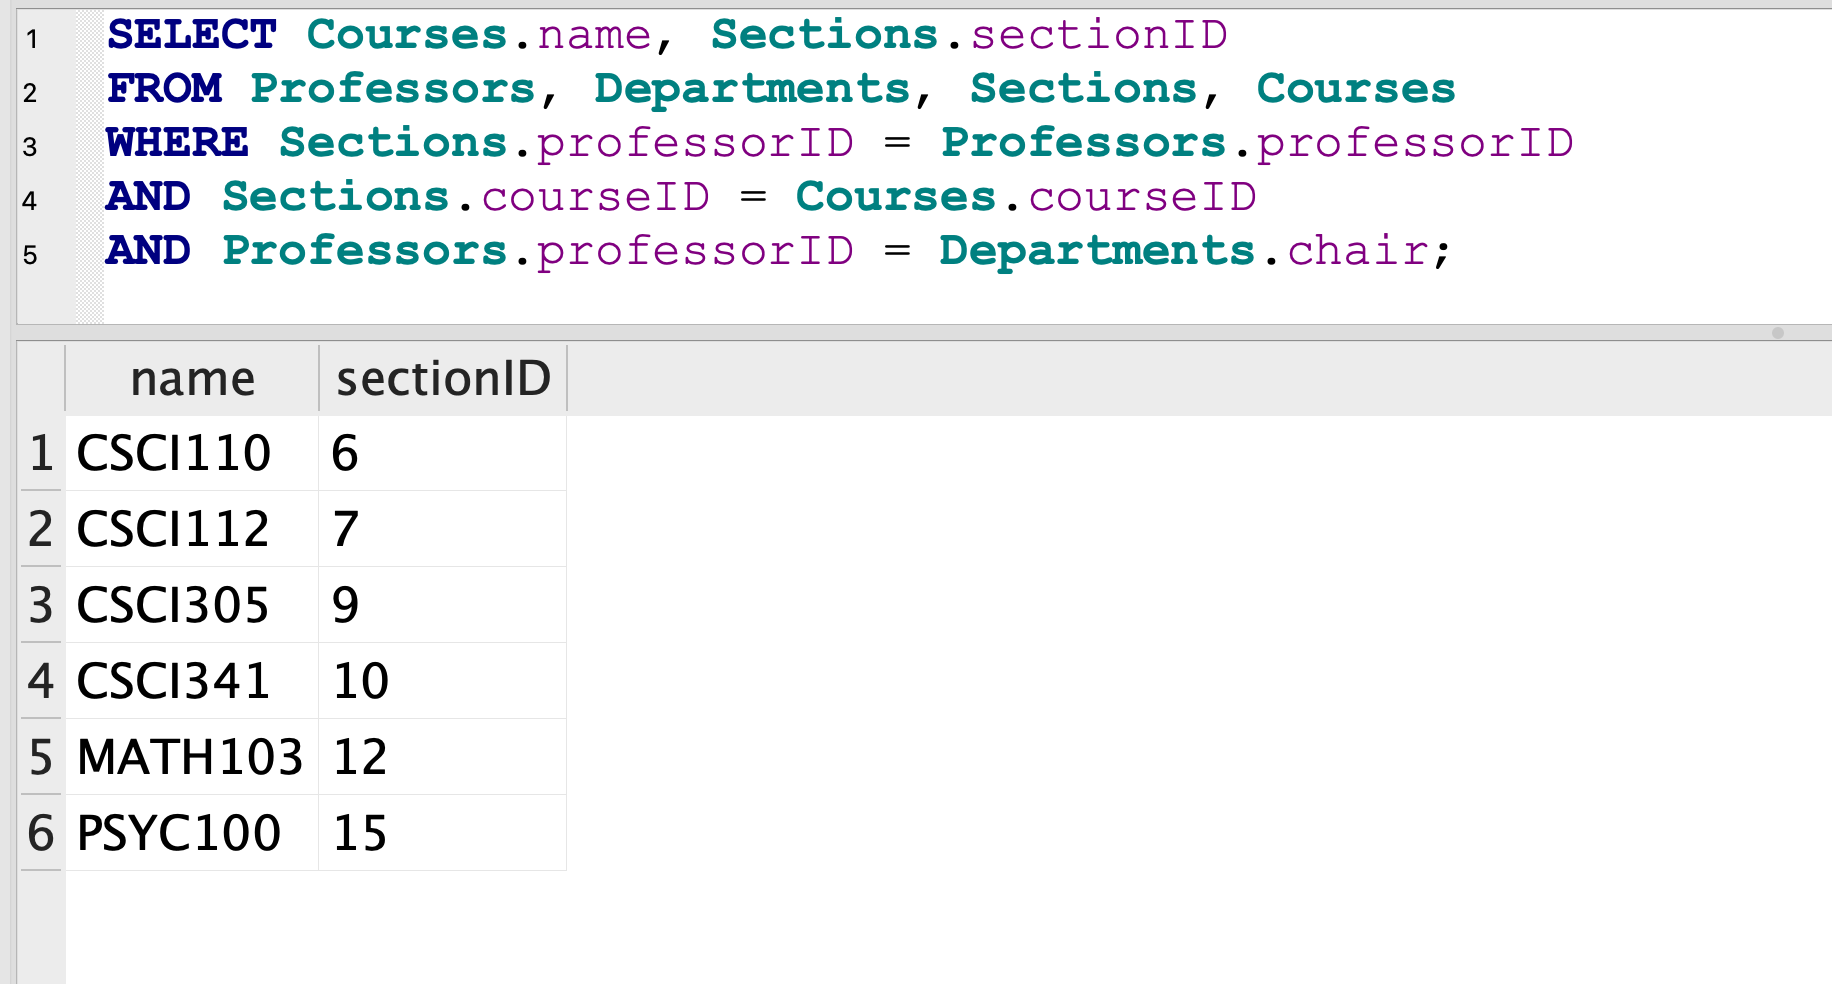 1 SELECT Courses.name, Sections.sectionID
2 FROM Professors, Departments, Sections, Courses
3 WHERE Sections.professorID = Professors.professorID
4 AND Sections.courseID = Courses.courseID
5 AND Professors.professorID = Departments.chair;
name sectionID
1 CSCI110 6
2 CSCI112 7
3 CSCI305 9
4 CSCI341 10
5 MATH103 12
6 PSYC100 15